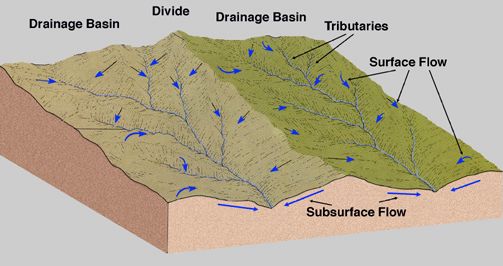 Divide
Drainage Basin
Drainage Basin
Tributaries
Surface Flow
Subsurface Flow